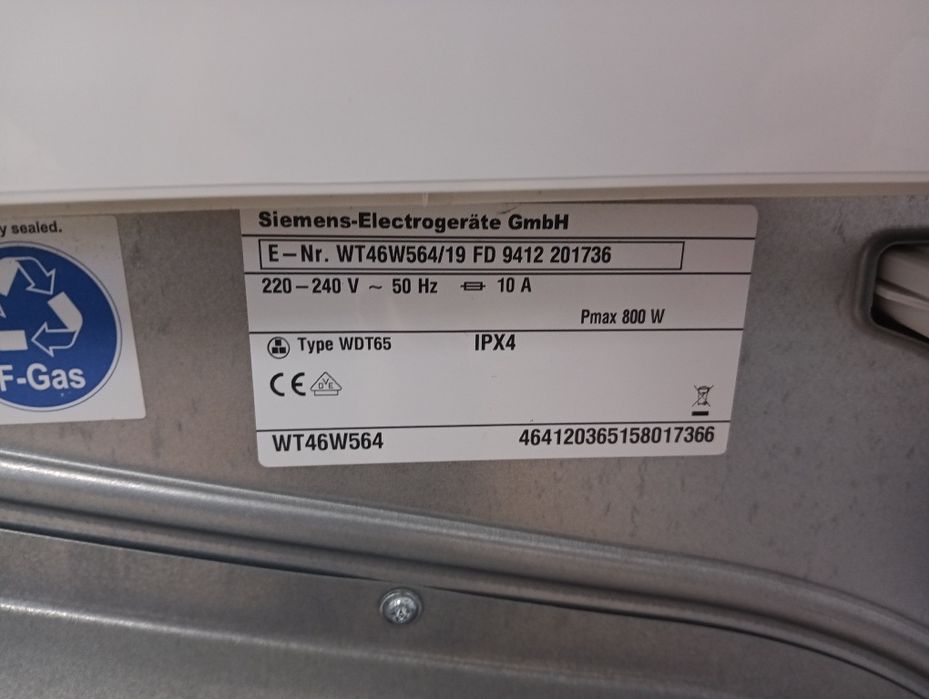 y sealed.
F-Gas
Siemens-Electrogeräte GmbH
E-Nr. WT46W564/19 FD 9412 201736
220-240 V ~ 50 Hz 10 A
Pmax 800 W
Type WDT65 IPX4
CE DVE
WT46W564 464120365158017366